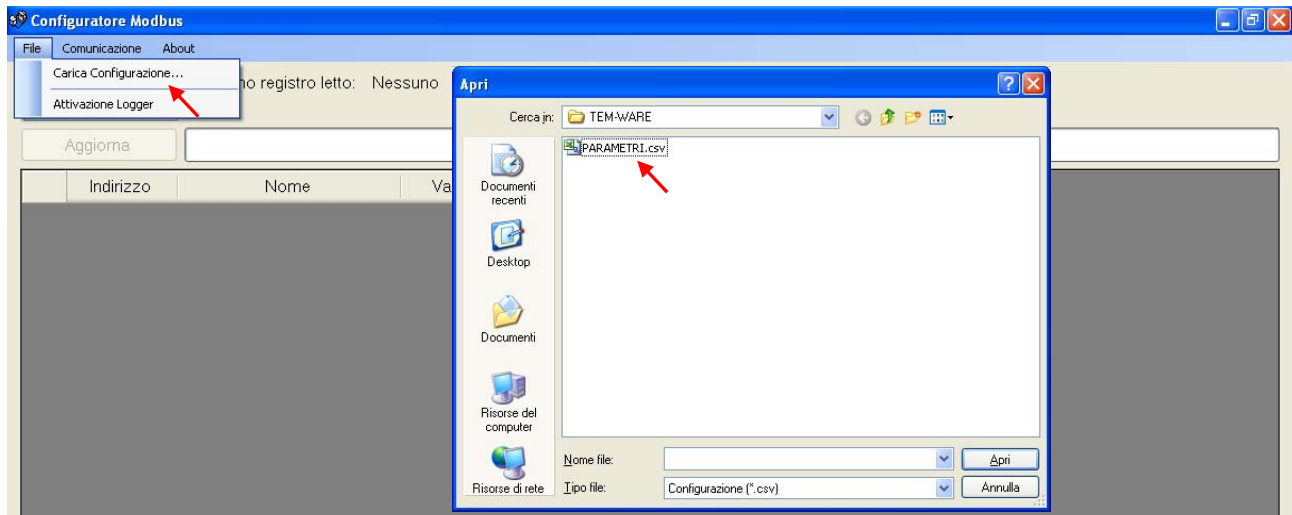 Configuratore Modbus
File Comunicazione About
Carica Configurazione...
Attivazione Logger
no registro letto: Nessuno
Aggiorna
Indirizzo Nome Va
Apri
Cerca in: TEM-WARE
PARAMETRI.csv
Documenti
recenti
Desktop
Documenti
Risorse del
computer
Risorse di rete
Nome file: Apri
Tipo file: Configurazione (*.csv) Annulla